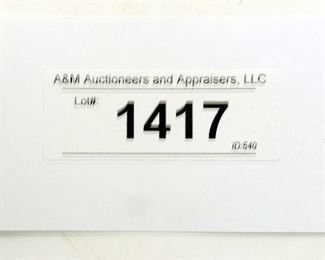 A&M Auctioneers and Appraisers, LLC
Lot#:
1417
ID:540